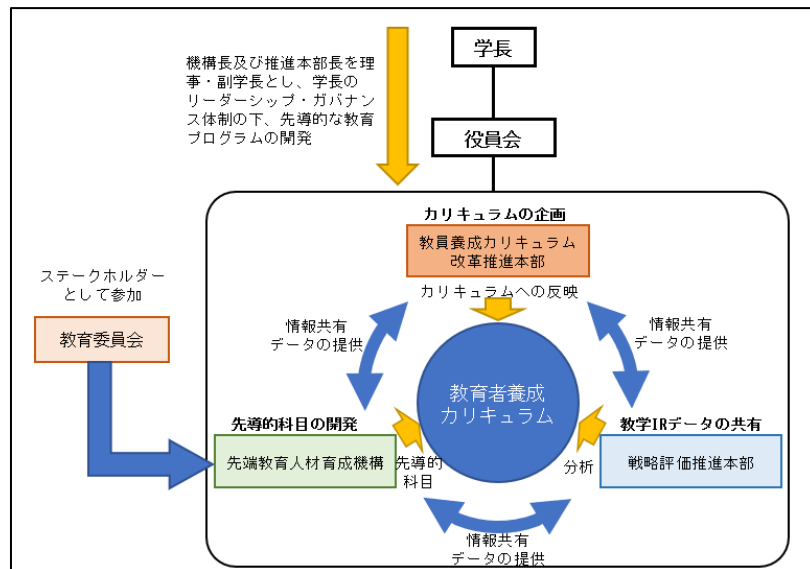 機構長及び推進本部長を理
事・副学長とし、学長の
リーダーシップ・ガバナン
ス体制の下、先導的な教育
プログラムの開発
学長
役員会
カリキュラムの企画
教員養成カリキュラム
改革推進本部
カリキュラムへの反映
ステークホルダー
として参加
教育委員会
情報共有
データの提供
情報共有
データの提供
教育者養成
カリキュラム
先導的科目の開発
先端教育人材育成機構
先導的
科目
教学IRデータの共有
戦略評価推進本部
分析
情報共有
データの提供